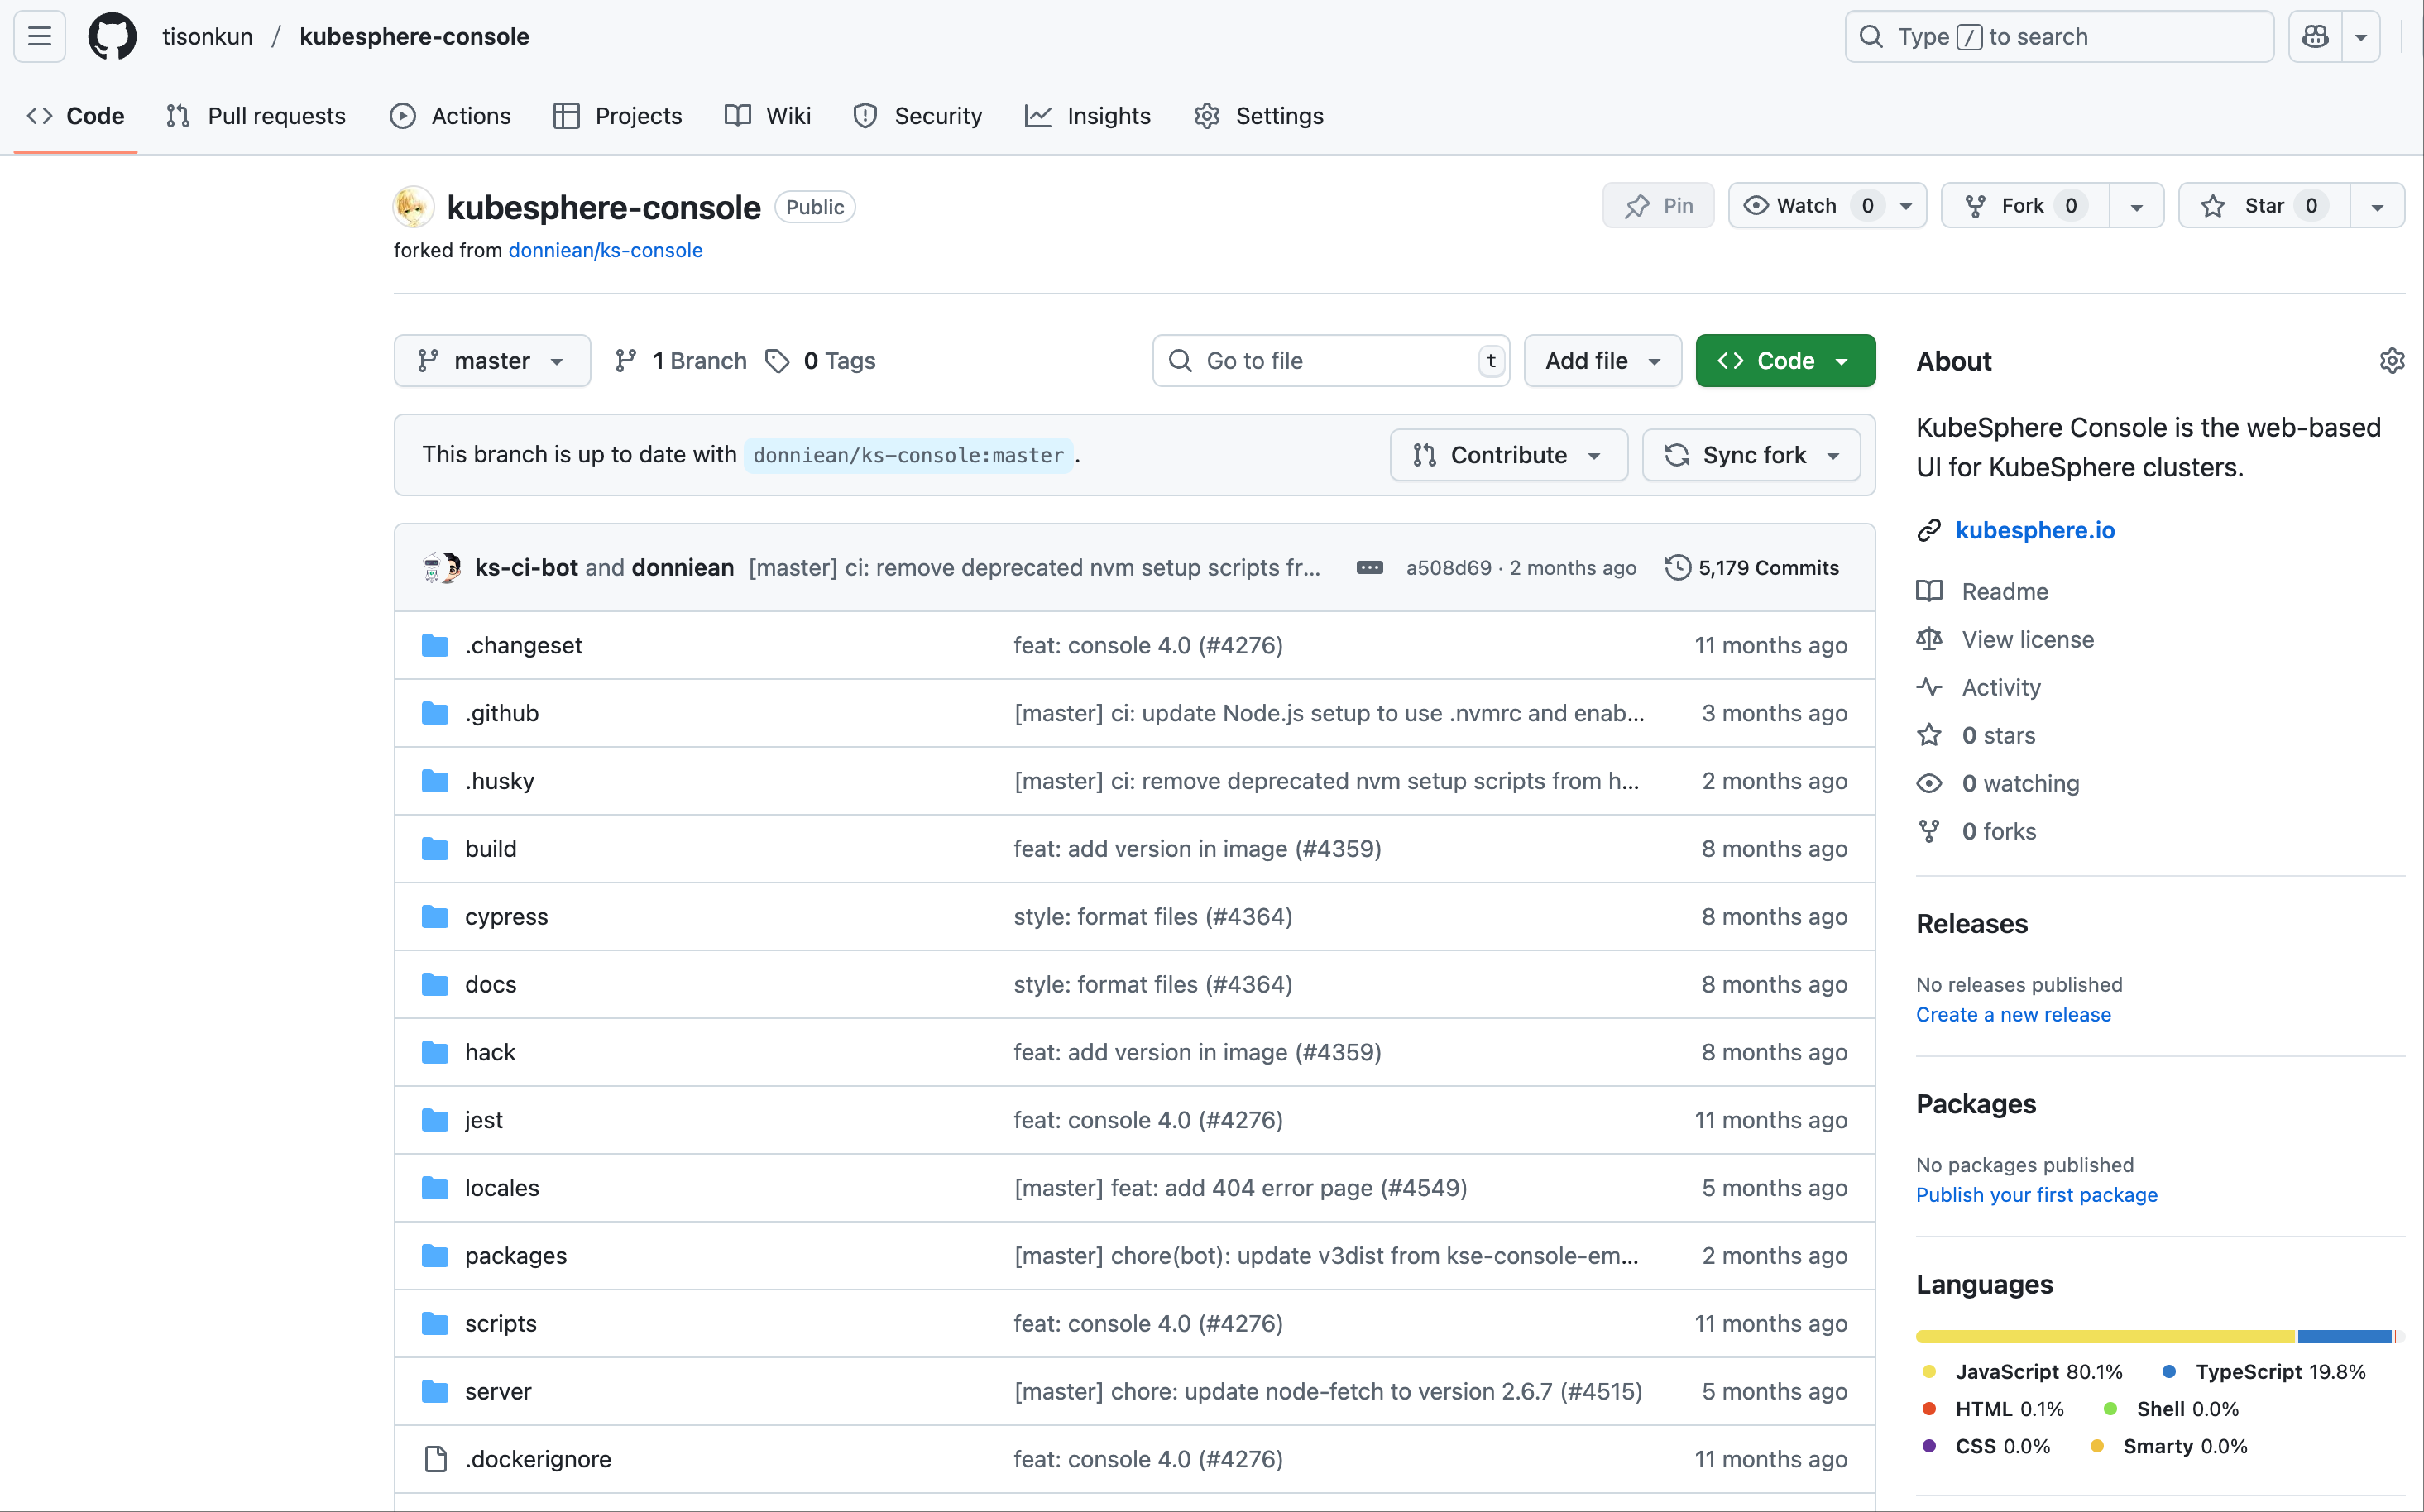 tisonkun / kubesphere-console
Type / to search
Code Pull requests Actions Projects Wiki Security Insights Settings
kubesphere-console Public
Pin Watch 0 Fork 0 Star 0
forked from donniean/ks-console
master 1 Branch 0 Tags Go to file t Add file Code
This branch is up to date with donniean/ks-console:master .
Contribute Sync fork
ks-ci-bot and donniean [master] ci: remove deprecated nvm setup scripts fr... a508d69 · 2 months ago 5,179 Commits
.changeset feat: console 4.0 (#4276) 11 months ago
.github [master] ci: update Node.js setup to use .nvmrc and enab... 3 months ago
.husky [master] ci: remove deprecated nvm setup scripts from h... 2 months ago
build feat: add version in image (#4359) 8 months ago
cypress style: format files (#4364) 8 months ago
docs style: format files (#4364) 8 months ago
hack feat: add version in image (#4359) 8 months ago
jest feat: console 4.0 (#4276) 11 months ago
locales [master] feat: add 404 error page (#4549) 5 months ago
packages [master] chore(bot): update v3dist from kse-console-em... 2 months ago
scripts feat: console 4.0 (#4276) 11 months ago
server [master] chore: update node-fetch to version 2.6.7 (#4515) 5 months ago
.dockerignore feat: console 4.0 (#4276) 11 months ago
About
KubeSphere Console is the web-based
UI for KubeSphere clusters.
kubesphere.io
Readme
View license
Activity
0 stars
0 watching
0 forks
Releases
No releases published
Create a new release
Packages
No packages published
Publish your first package
Languages
JavaScript 80.1% TypeScript 19.8%
HTML 0.1% Shell 0.0%
CSS 0.0% Smarty 0.0%